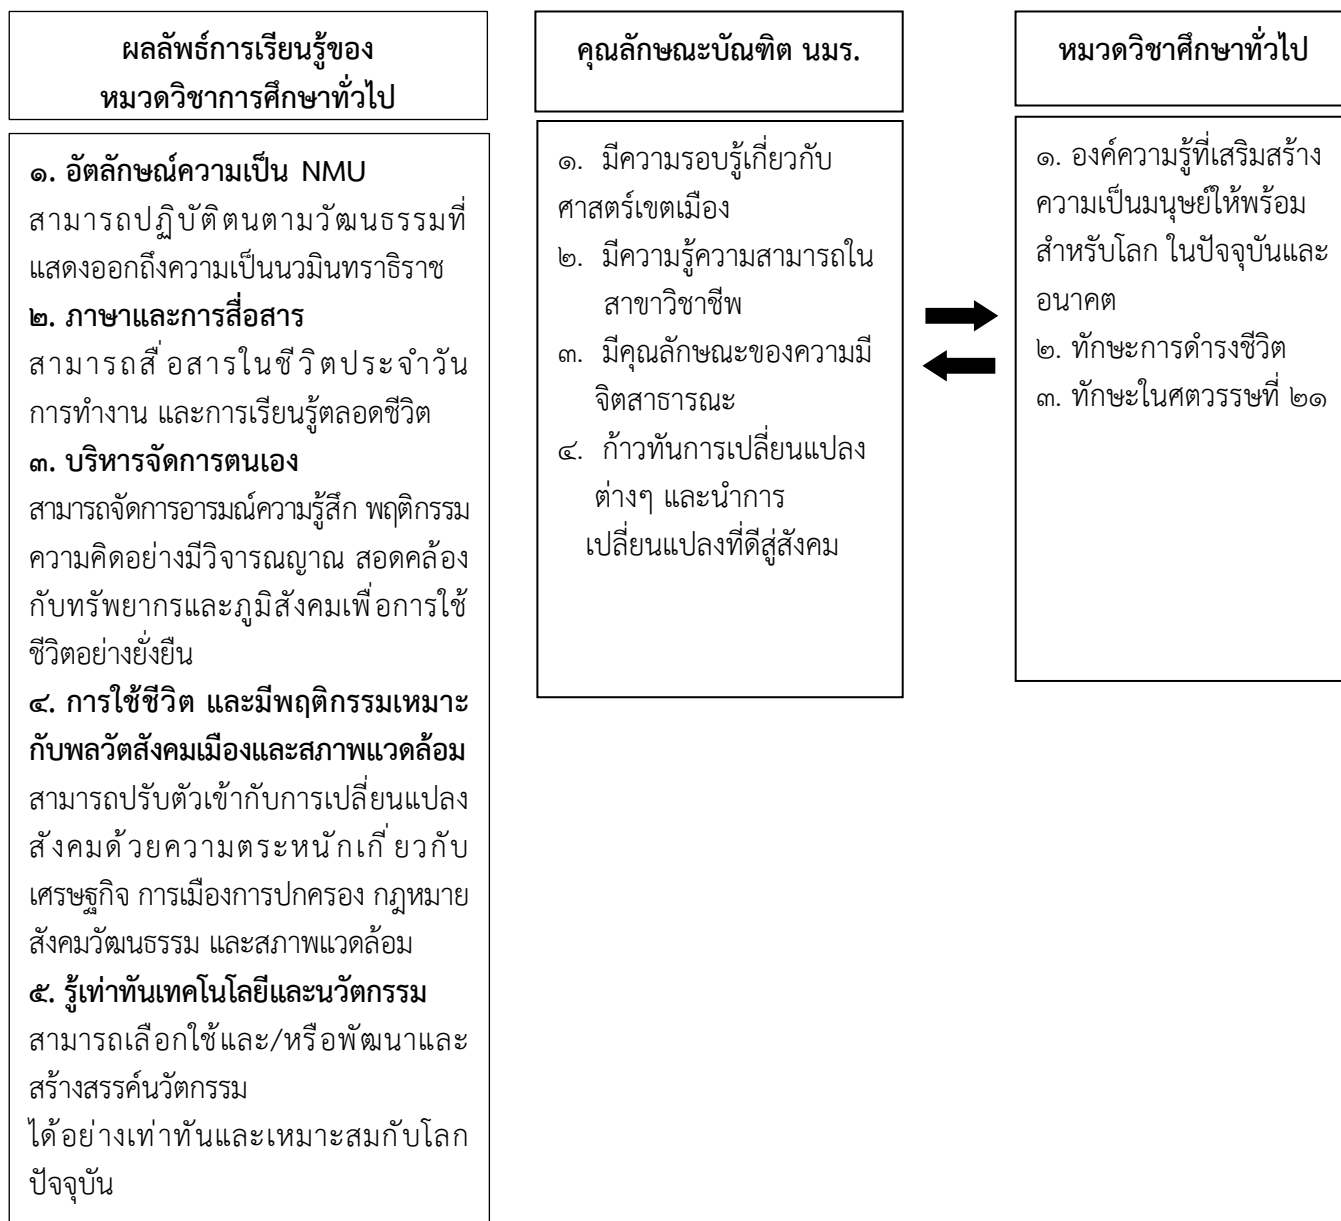 ผลลัพธ์การเรียนรู้ของ
หมวดวิชาการศึกษาทั่วไป
๑. อัตลักษณ์ความเป็น NMU
สามารถปฏิบัติตนตามวัฒนธรรมที่
แสดงออกถึงความเป็นนวมินทราธิราช
๒. ภาษาและการสื่อสาร
สามารถสื่อสารในชีวิตประจำวัน
การทำงาน และการเรียนรู้ตลอดชีวิต
๓. บริหารจัดการตนเอง
สามารถจัดการอารมณ์ความรู้สึก พฤติกรรม
ความคิดอย่างมีวิจารณญาณ สอดคล้อง
กับทรัพยากรและภูมิสังคมเพื่อการใช้
ชีวิตอย่างยั่งยืน
๔. การใช้ชีวิต และมีพฤติกรรมเหมาะ
กับพลวัตสังคมเมืองและสภาพแวดล้อม
สามารถปรับตัวเข้ากับการเปลี่ยนแปลง
สังคมด้วยความตระหนักเกี่ยวกับ
เศรษฐกิจ การเมืองการปกครอง กฎหมาย
สังคมวัฒนธรรม และสภาพแวดล้อม
๕. รู้เท่าทันเทคโนโลยีและนวัตกรรม
สามารถเลือกใช้และ/หรือพัฒนาและ
สร้างสรรค์นวัตกรรม
ได้อย่างเท่าทันและเหมาะสมกับโลก
ปัจจุบัน
คุณลักษณะบัณฑิต นมร.
๑. มีความรอบรู้เกี่ยวกับ
ศาสตร์เขตเมือง
๒. มีความรู้ความสามารถใน
สาขาวิชาชีพ
๓. มีคุณลักษณะของความมี
จิตสาธารณะ
๔. ก้าวทันการเปลี่ยนแปลง
ต่างๆ และนำการ
เปลี่ยนแปลงที่ดีสู่สังคม
หมวดวิชาศึกษาทั่วไป
๑. องค์ความรู้ที่เสริมสร้าง
ความเป็นมนุษย์ให้พร้อม
สำหรับโลก ในปัจจุบันและ
อนาคต
๒. ทักษะการดำรงชีวิต
๓. ทักษะในศตวรรษที่ ๒๑